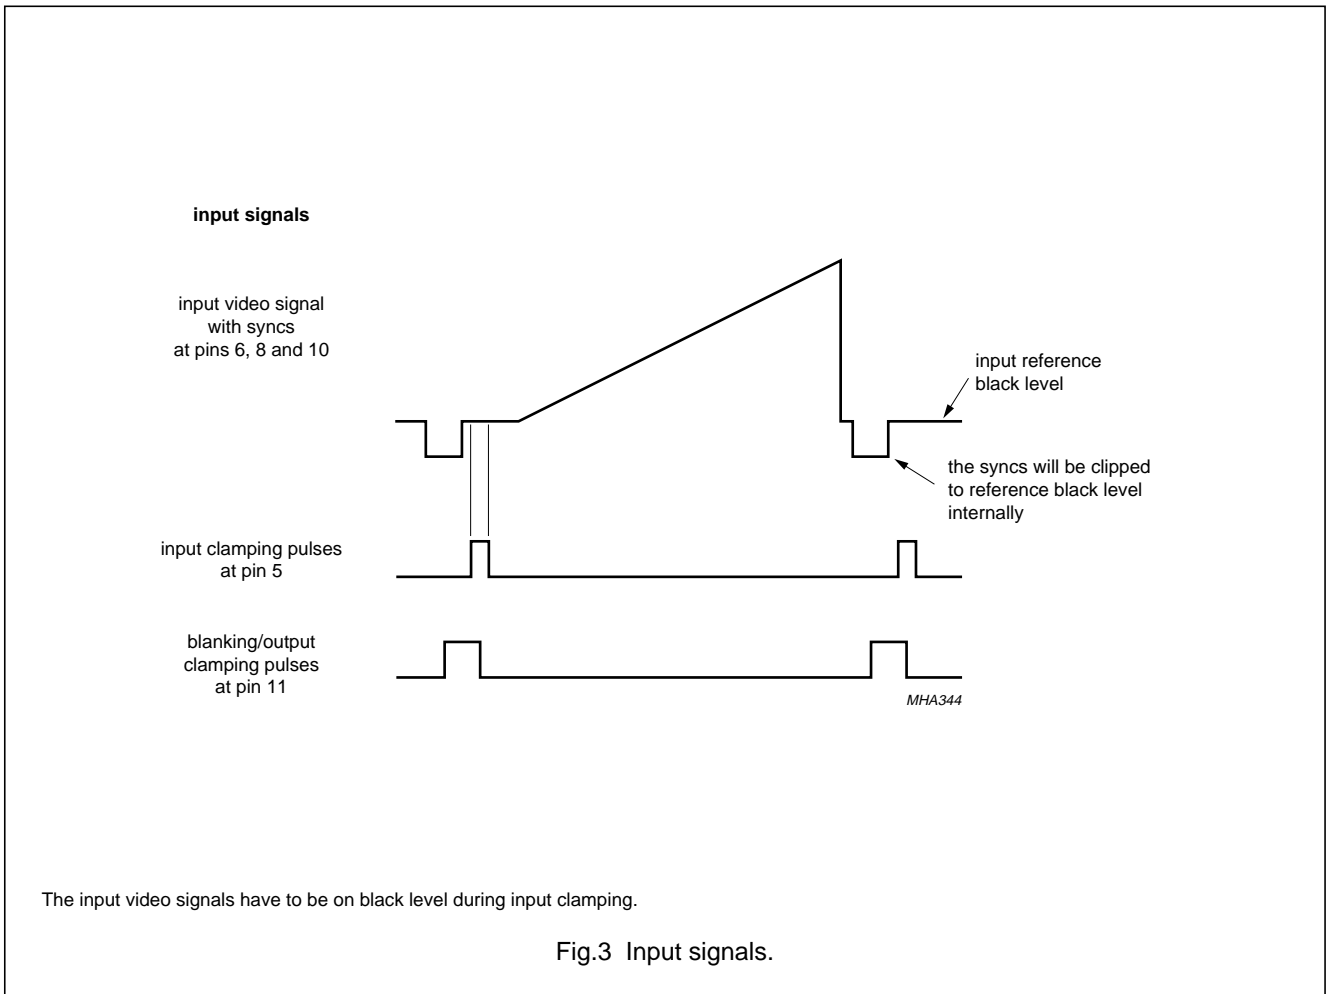 input signals
input video signal
with syncs
at pins 6, 8 and 10
input reference
black level
the syncs will be clipped
to reference black level
internally
input clamping pulses
at pin 5
blanking/output
clamping pulses
at pin 11
MHA344
The input video signals have to be on black level during input clamping.
Fig.3 Input signals.